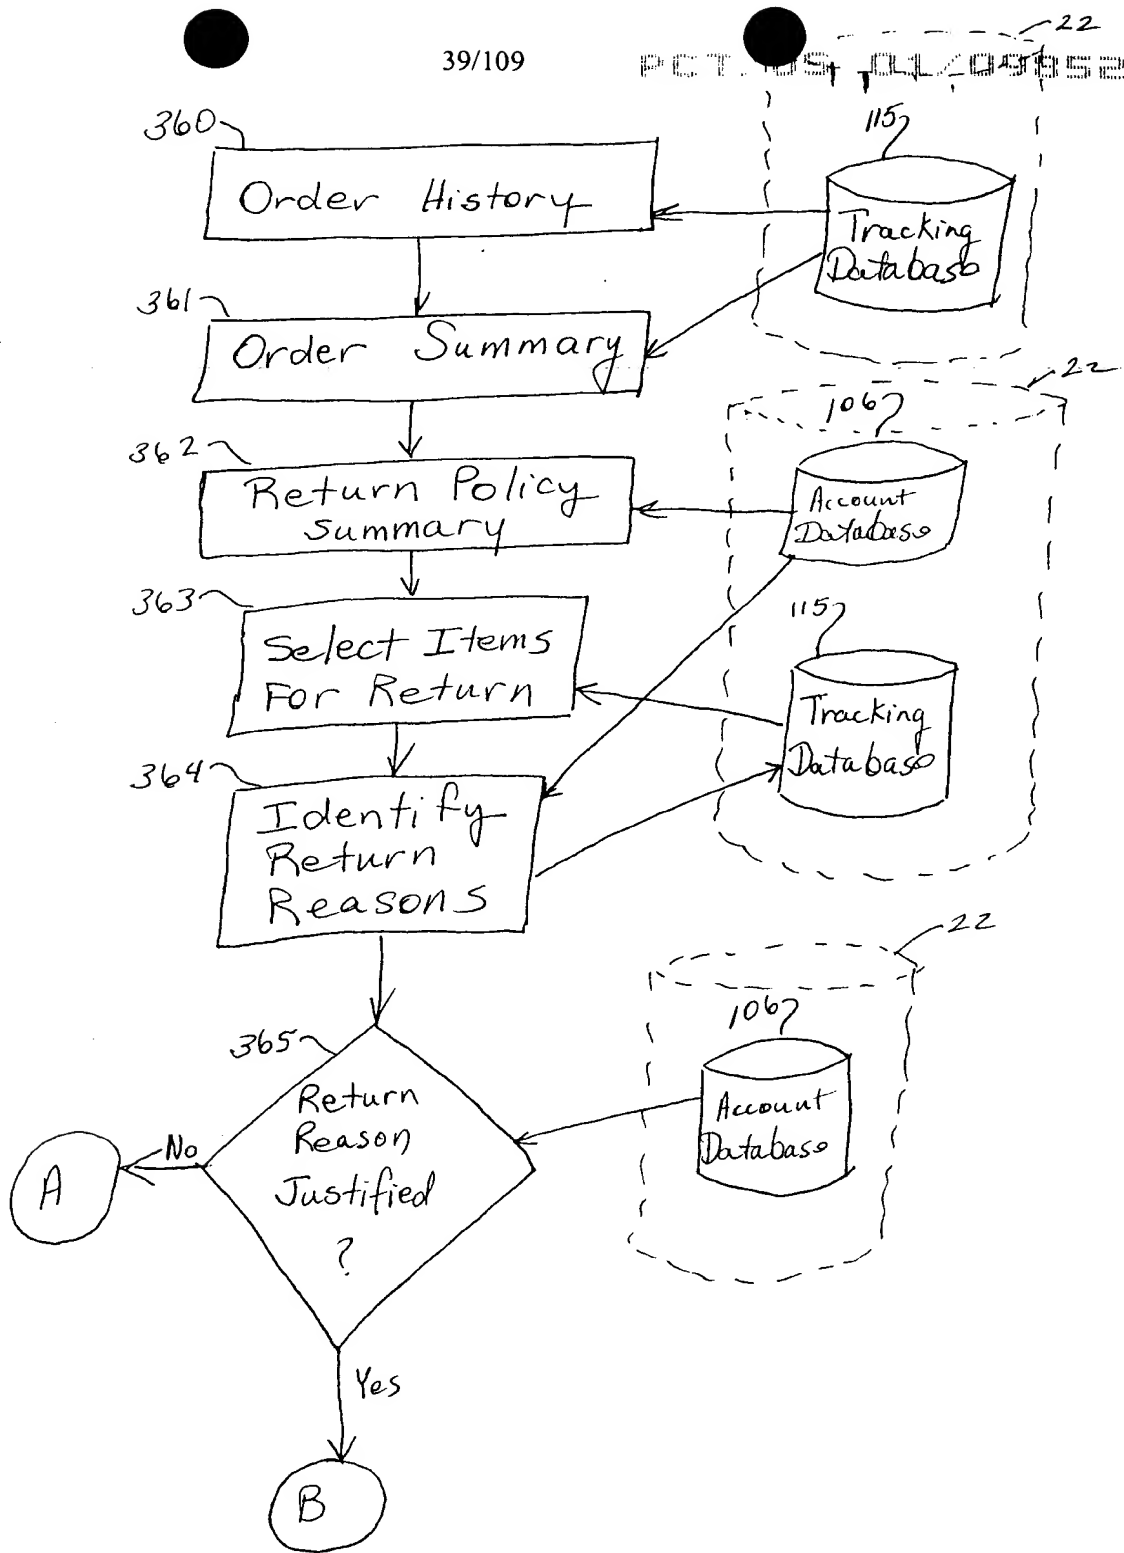 39/109
22
360
115
Order History
Tracking
Database
361
Order Summary
22
106
362
Return Policy
Summary
Account
Database
363
115
Select Items
For Return
Tracking
Database
364
Identify
Return
Reasons
22
106
365
Return
Reason
Justified
?
Account
Database
No
A
Yes
B